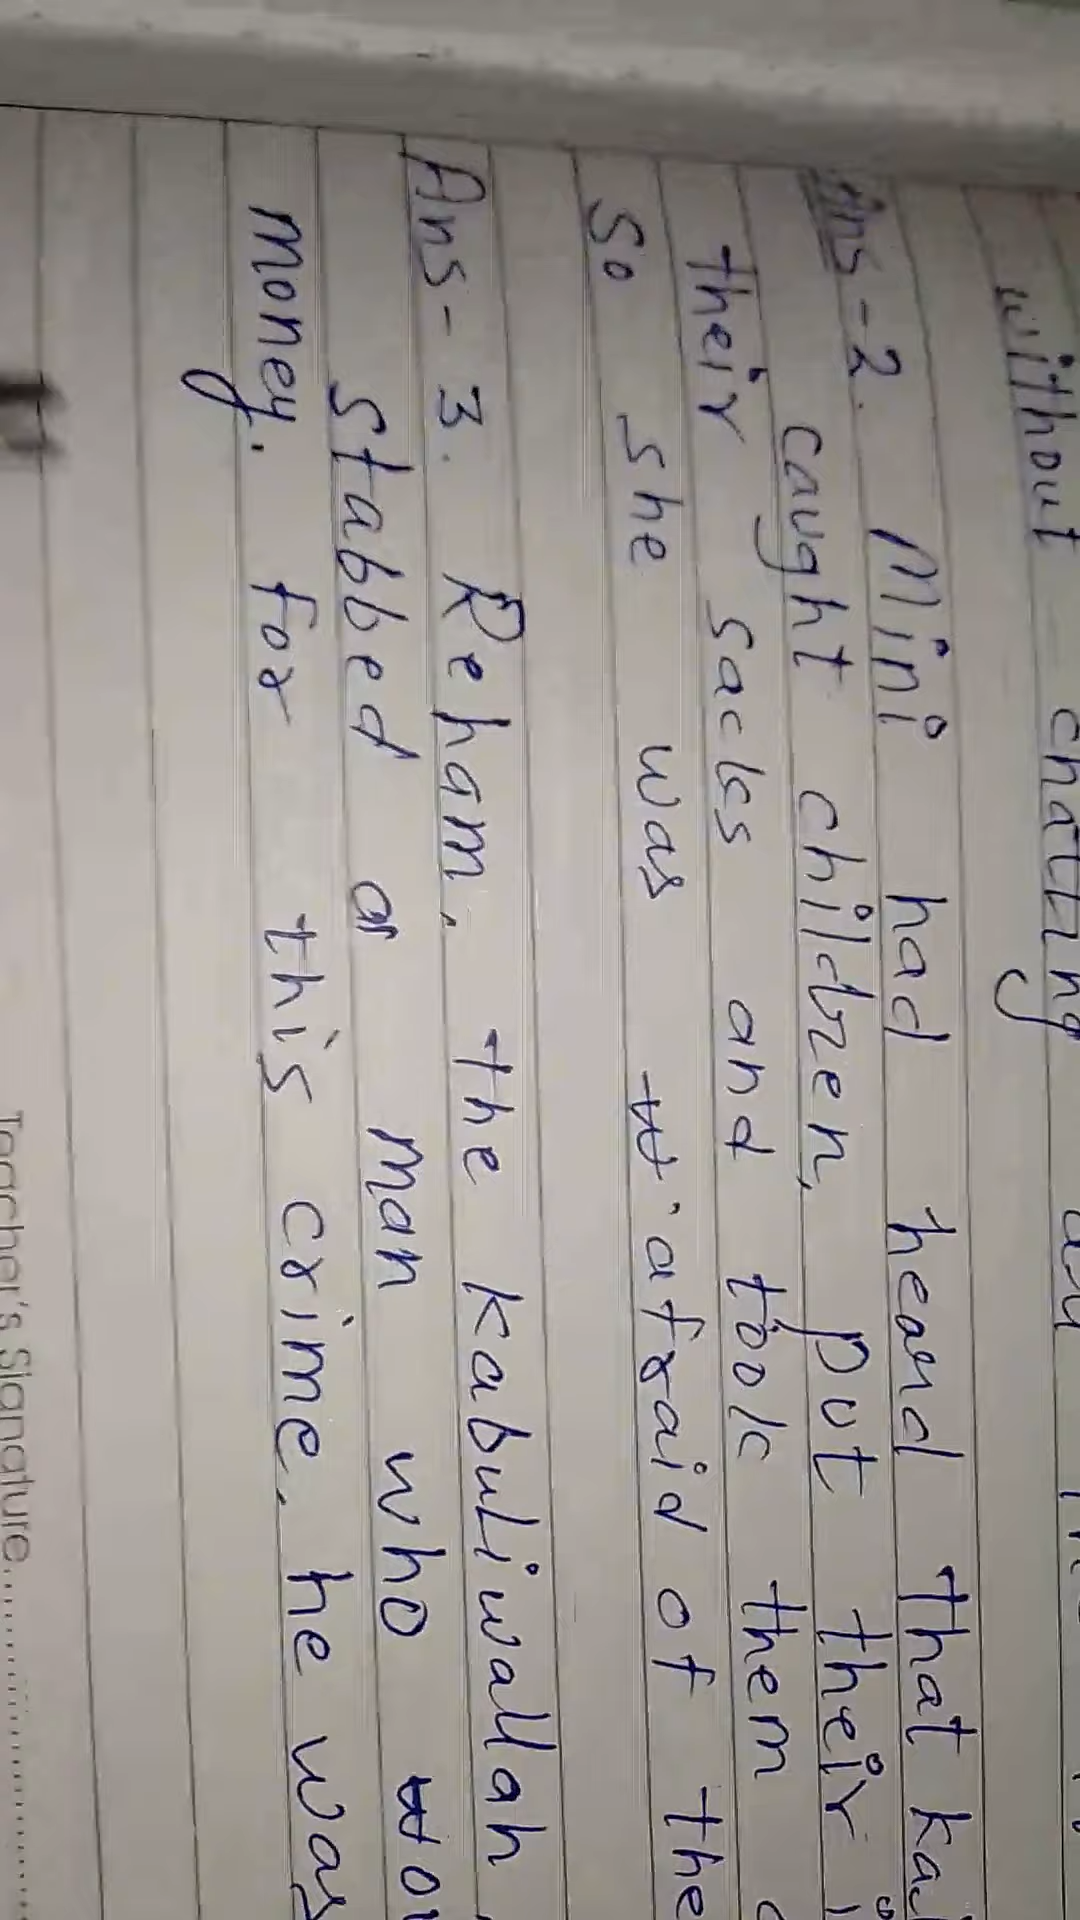 chatting
without
Ans-2. Mini had heard that
caught children, put their
their sacks and took them
So she was afraid of the
Ans-3. Reham. the kabuliwallah
stabbed a man who
money. for this crime. he was
Teacher's Signature